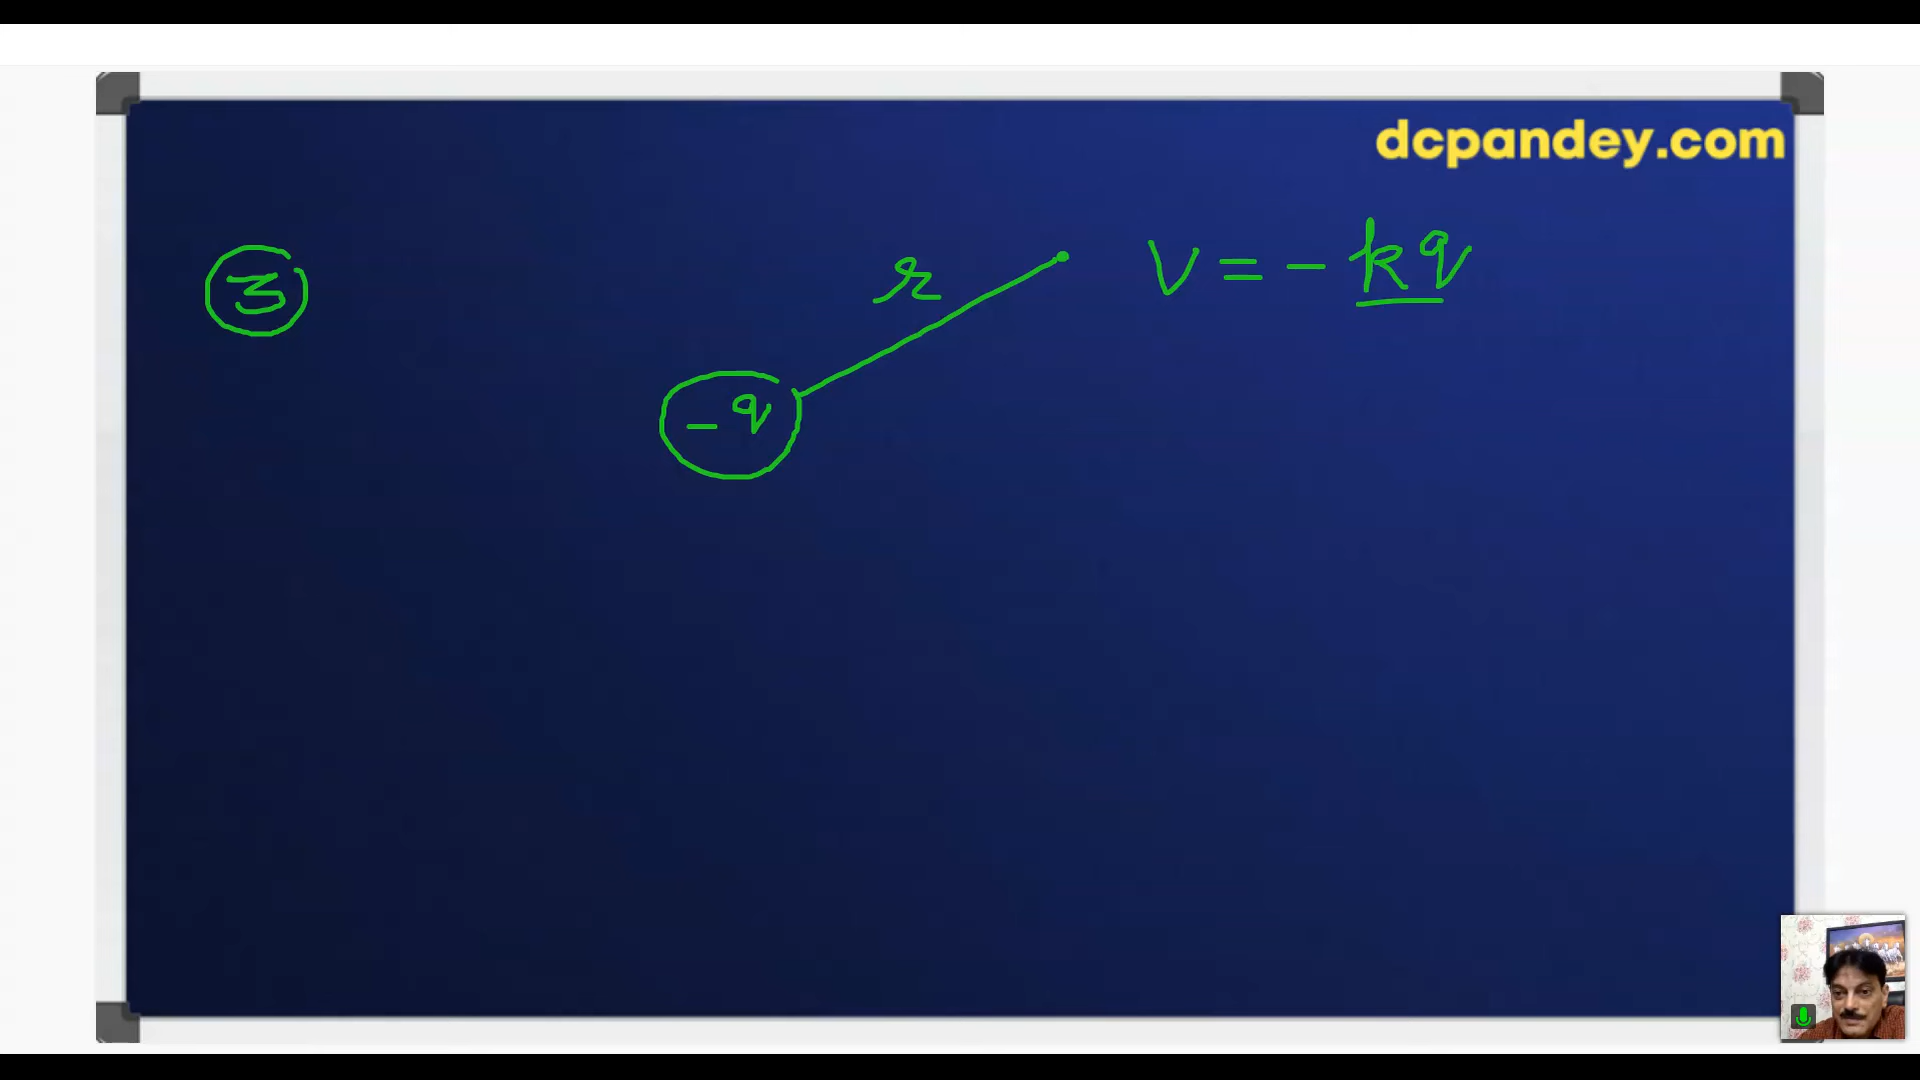 dcpandey.com
③
r
V = - kq
-q